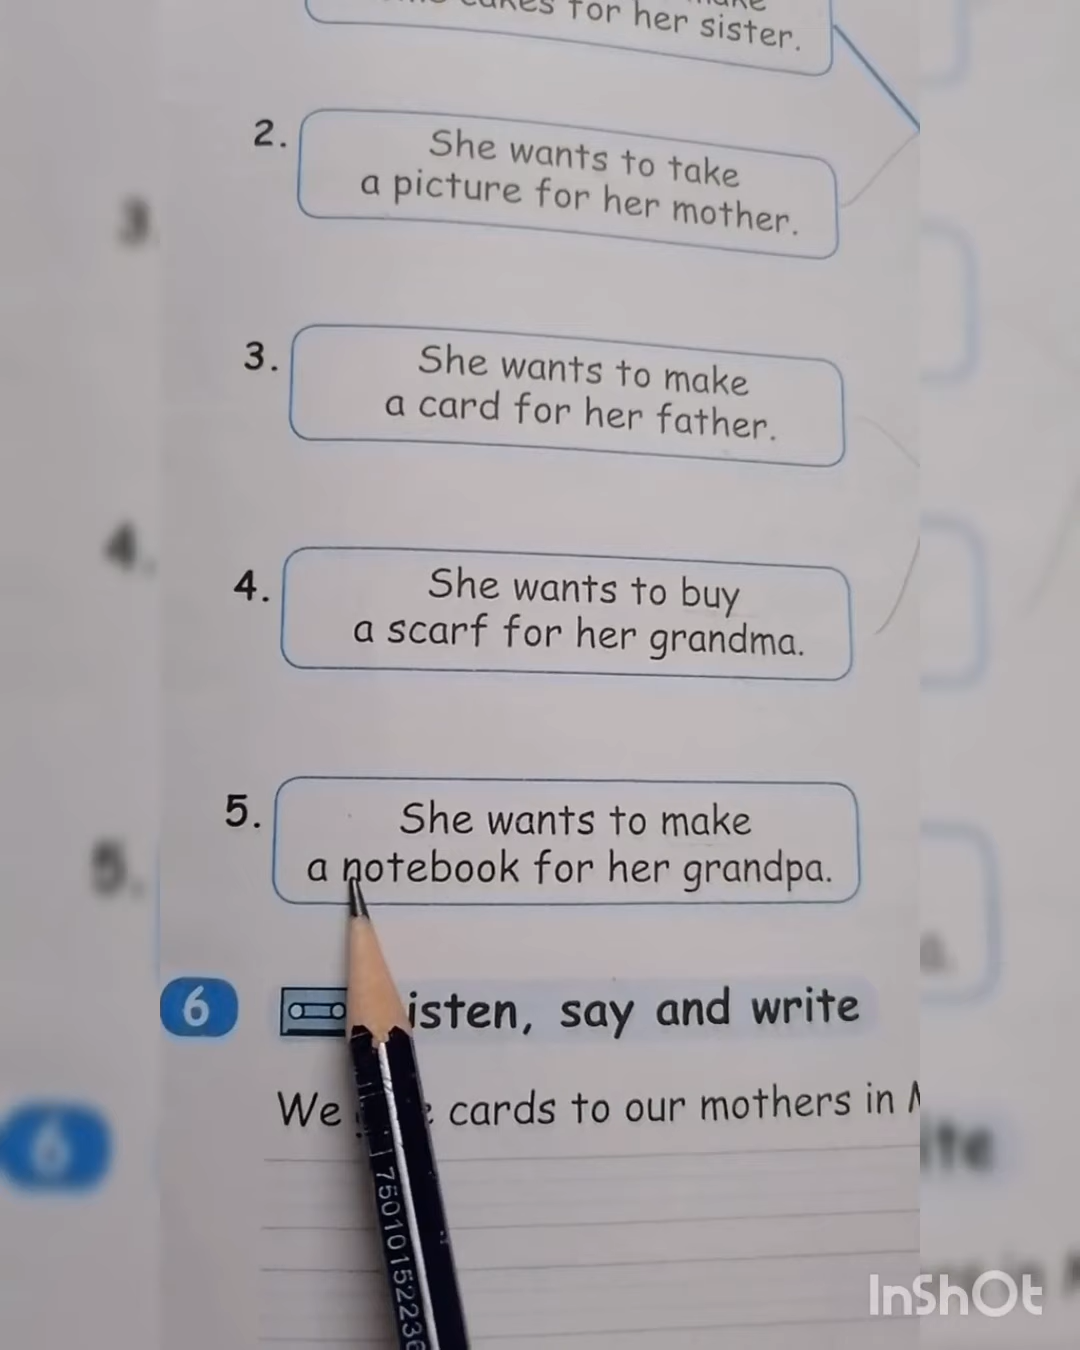 for her sister.
2.
She wants to take
a picture for her mother.
3.
She wants to make
a card for her father.
4.
She wants to buy
a scarf for her grandma.
5.
She wants to make
a notebook for her grandpa.
6
isten, say and write
We cards to our mothers in
7501015223
InShOt